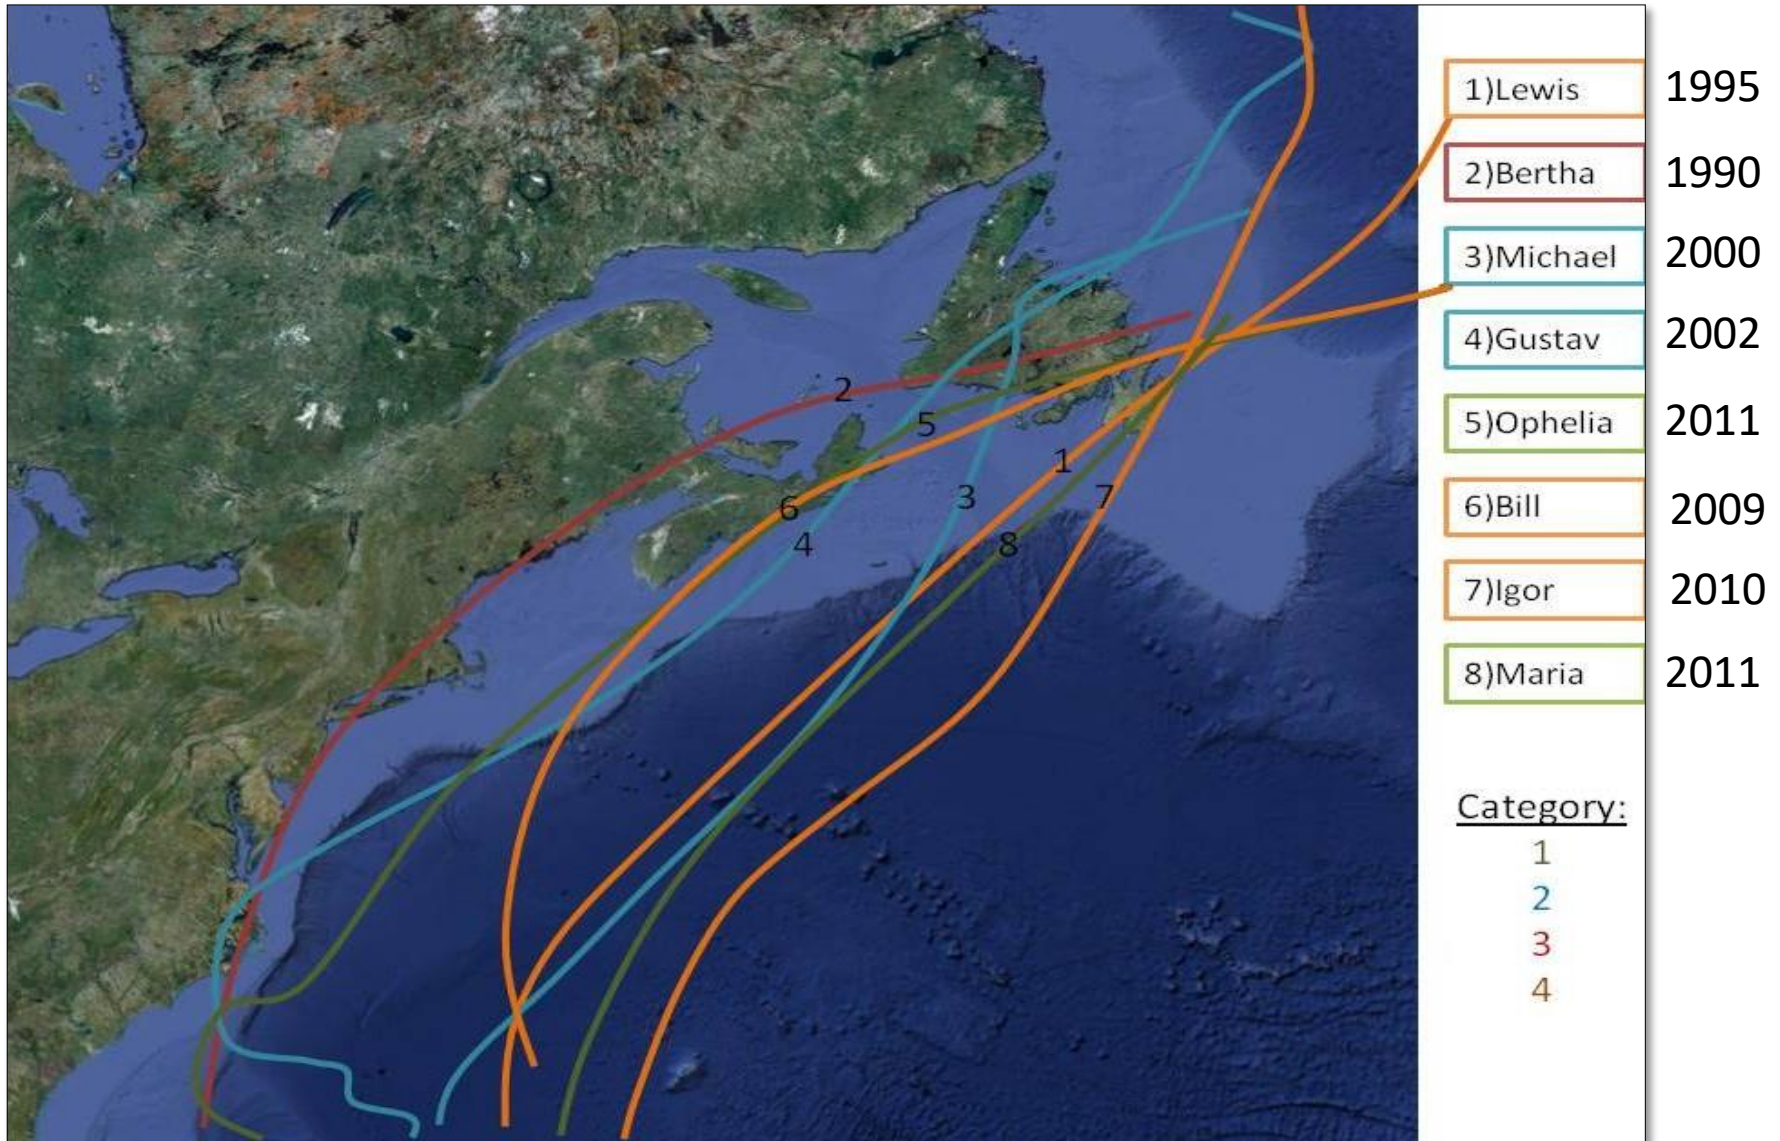 1)Lewis 1995
2)Bertha 1990
3)Michael 2000
4)Gustav 2002
5)Ophelia 2011
6)Bill 2009
7)Igor 2010
8)Maria 2011
2
5
1
6
3
7
4
8
Category:
1
2
3
4